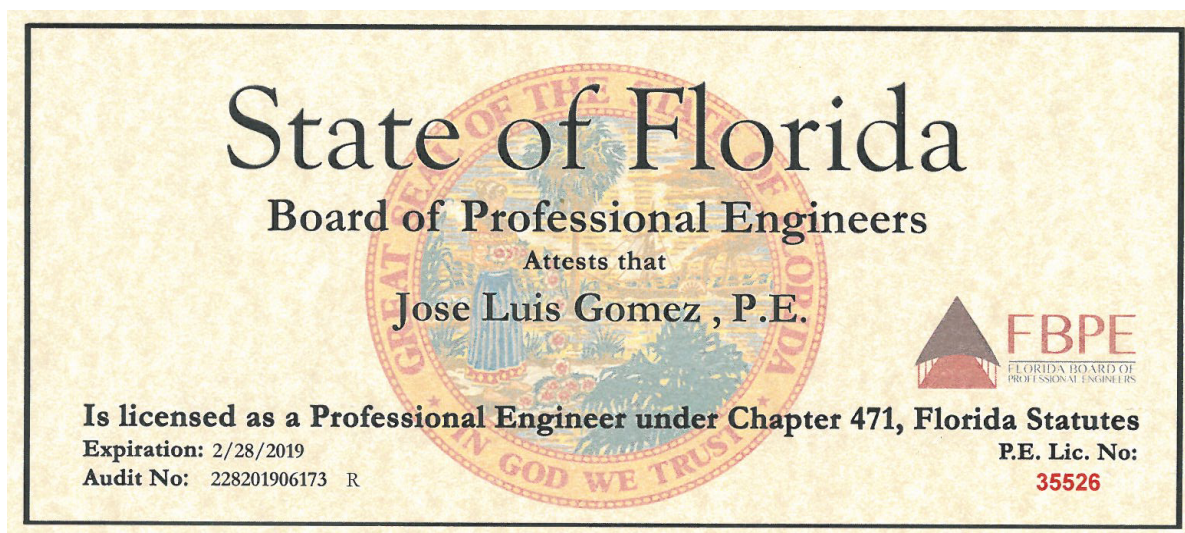 State of Florida
GREAT SEAL OF THE STATE OF FLORIDA
Board of Professional Engineers
Attests that
Jose Luis Gomez , P.E.
FBPE
FLORIDA BOARD OF
PROFESSIONAL ENGINEERS
Is licensed as a Professional Engineer under Chapter 471, Florida Statutes
Expiration: 2/28/2019
P.E. Lic. No:
Audit No: 228201906173 R
35526
IN GOD WE TRUST